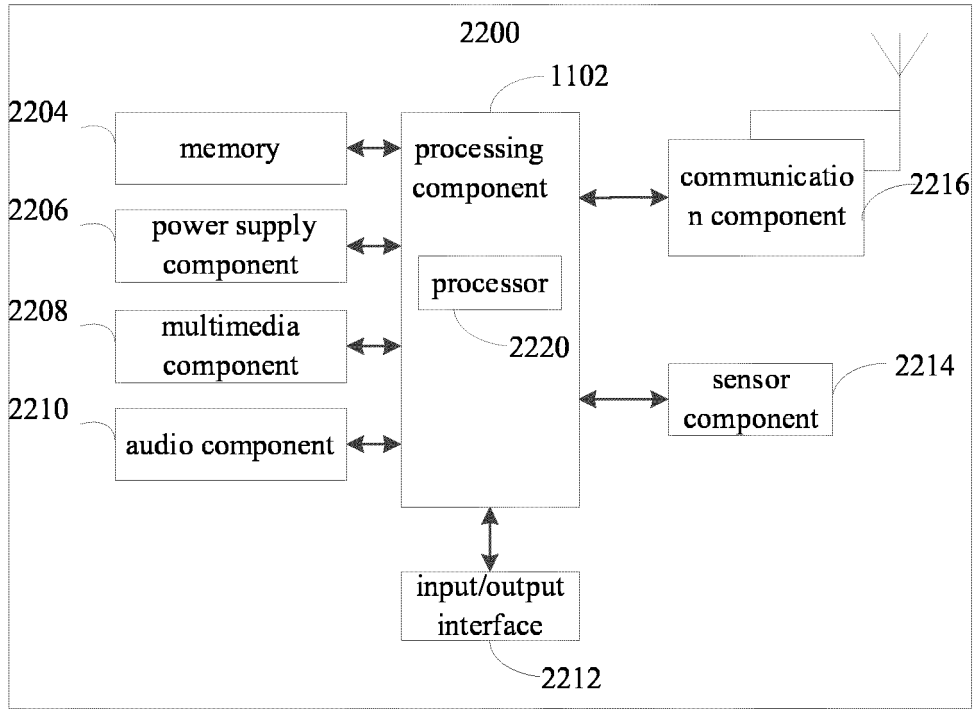 2200
1102
2204
memory
processing
component
communicatio
n component
2216
2206
power supply
component
processor
2220
2208
multimedia
component
2214
sensor
component
2210
audio component
input/output
interface
2212